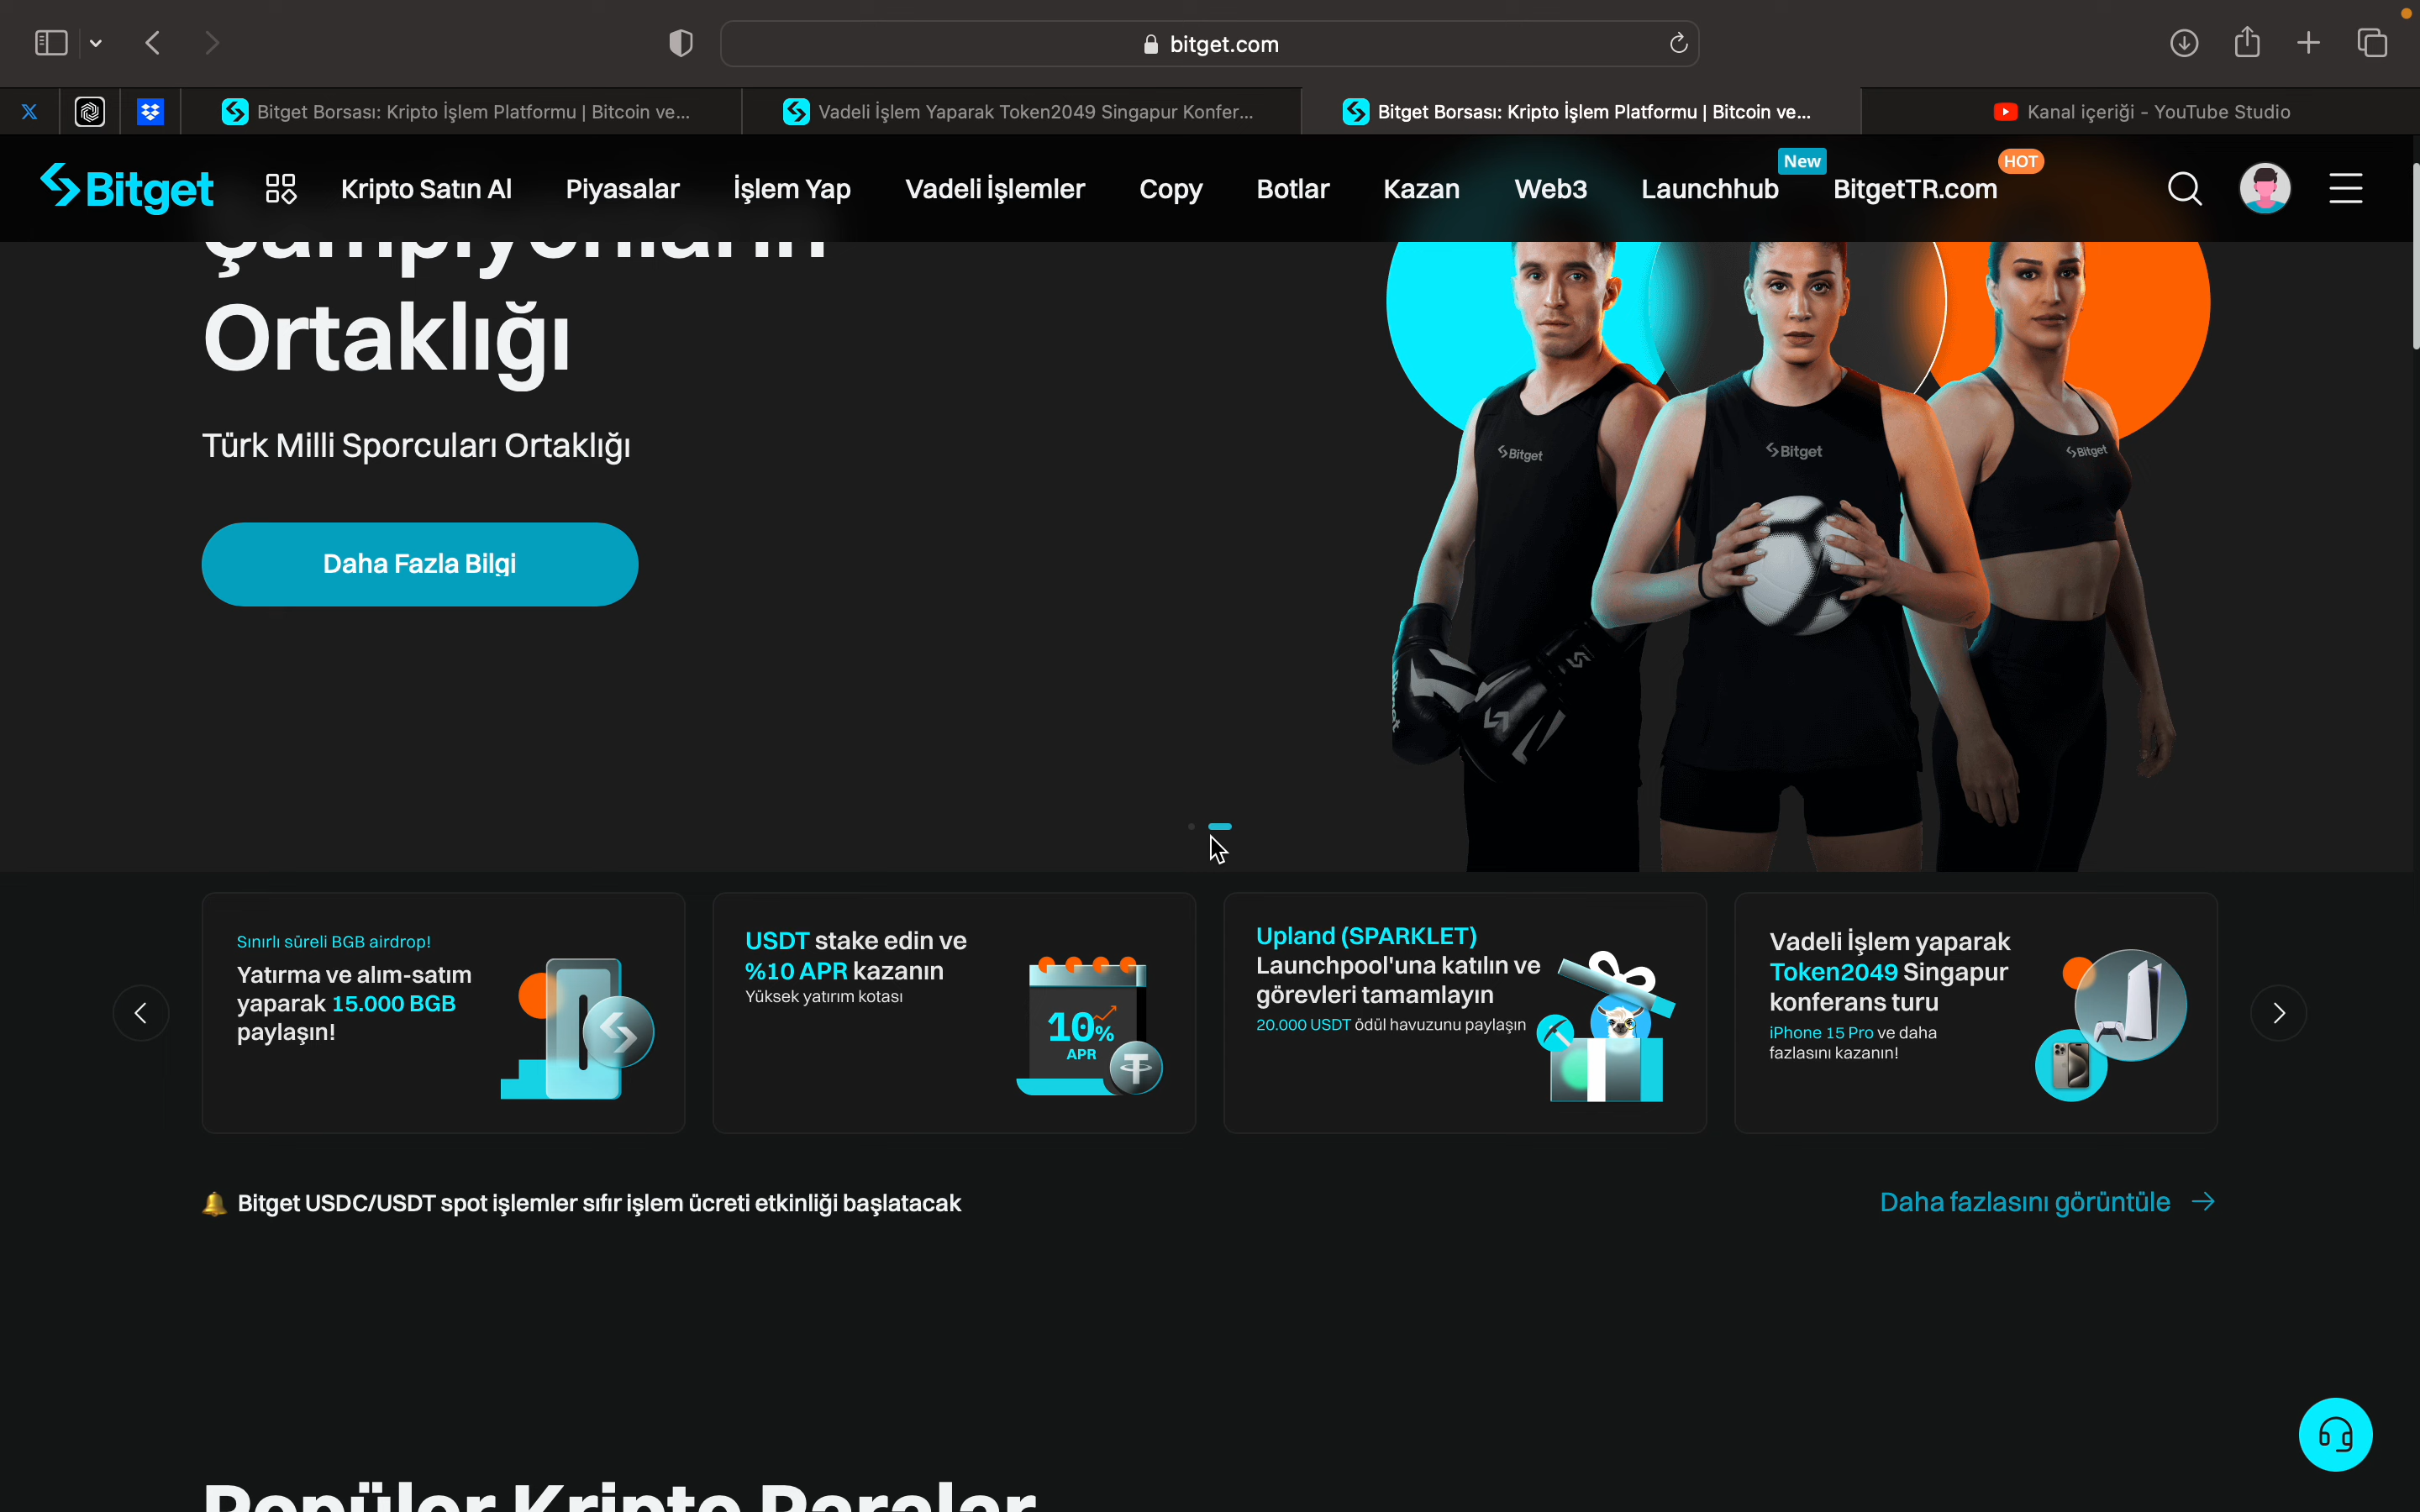 bitget.com
Bitget Borsası: Kripto İşlem Platformu | Bitcoin ve...
Vadeli İşlem Yaparak Token2049 Singapur Konfer...
Bitget Borsası: Kripto İşlem Platformu | Bitcoin ve...
Kanal içeriği - YouTube Studio
Bitget
Kripto Satın Al
Piyasalar
İşlem Yap
Vadeli İşlemler
Copy
Botlar
Kazan
Web3
Launchhub
New
BitgetTR.com
HOT
Şampiyonların
Ortaklığı
Türk Milli Sporcuları Ortaklığı
Daha Fazla Bilgi
Bitget
Bitget
Bitget
Sınırlı süreli BGB airdrop!
Yatırma ve alım-satım
yaparak 15.000 BGB
paylaşın!
USDT stake edin ve
%10 APR kazanın
Yüksek yatırım kotası
10%
APR
Upland (SPARKLET)
Launchpool'una katılın ve
görevleri tamamlayın
20.000 USDT ödül havuzunu paylaşın
Vadeli İşlem yaparak
Token2049 Singapur
konferans turu
iPhone 15 Pro ve daha
fazlasını kazanın!
Bitget USDC/USDT spot işlemler sıfır işlem ücreti etkinliği başlatacak
Daha fazlasını görüntüle
Popüler Kripto Paralar